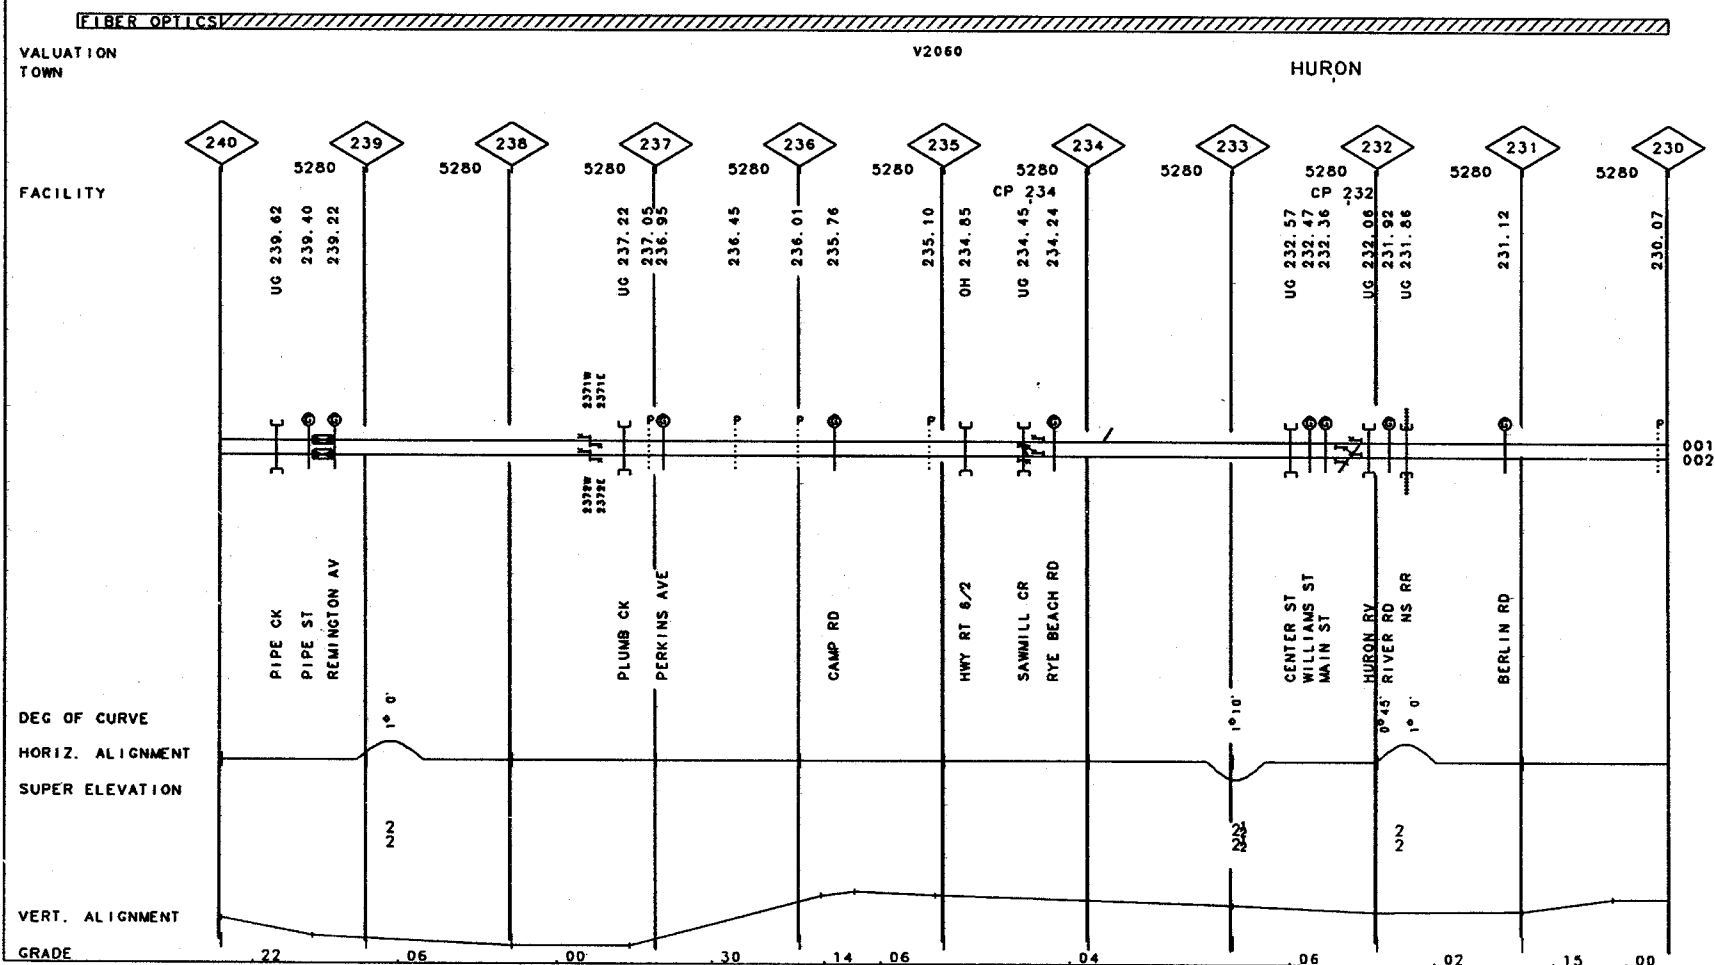 FIBER OPTICS
VALUATION V2060
TOWN HURON
240 239 238 237 236 235 234 233 232 231 230
5280 5280 5280 5280 5280 5280 5280 5280 5280 5280
FACILITY CP 234 CP 232
UG 239.62
239.40
239.22
UG 237.22
237.05
236.95
236.45
236.01
235.76
235.10
OH 234.85
UG 234.45
234.24
UG 232.57
232.47
232.36
UG 232.06
231.92
UG 231.86
231.12
230.07
2371W
2371E
G G P G P P G P G G G G G P
001
002
2372W
2372E
PIPE CK
PIPE ST
REMINGTON AV
PLUMB CK
PERKINS AVE
CAMP RD
HWY RT 6/2
SAWMILL CR
RYE BEACH RD
CENTER ST
WILLIAMS ST
MAIN ST
HURON RV
RIVER RD
NS RR
BERLIN RD
DEG OF CURVE 1° 0' 1° 10' 0° 45' 1° 0'
HORIZ. ALIGNMENT
SUPER ELEVATION
2 2
2 2
VERT. ALIGNMENT
GRADE .22 .06 .00 .30 .14 .06 .04 .06 .02 .15 .00